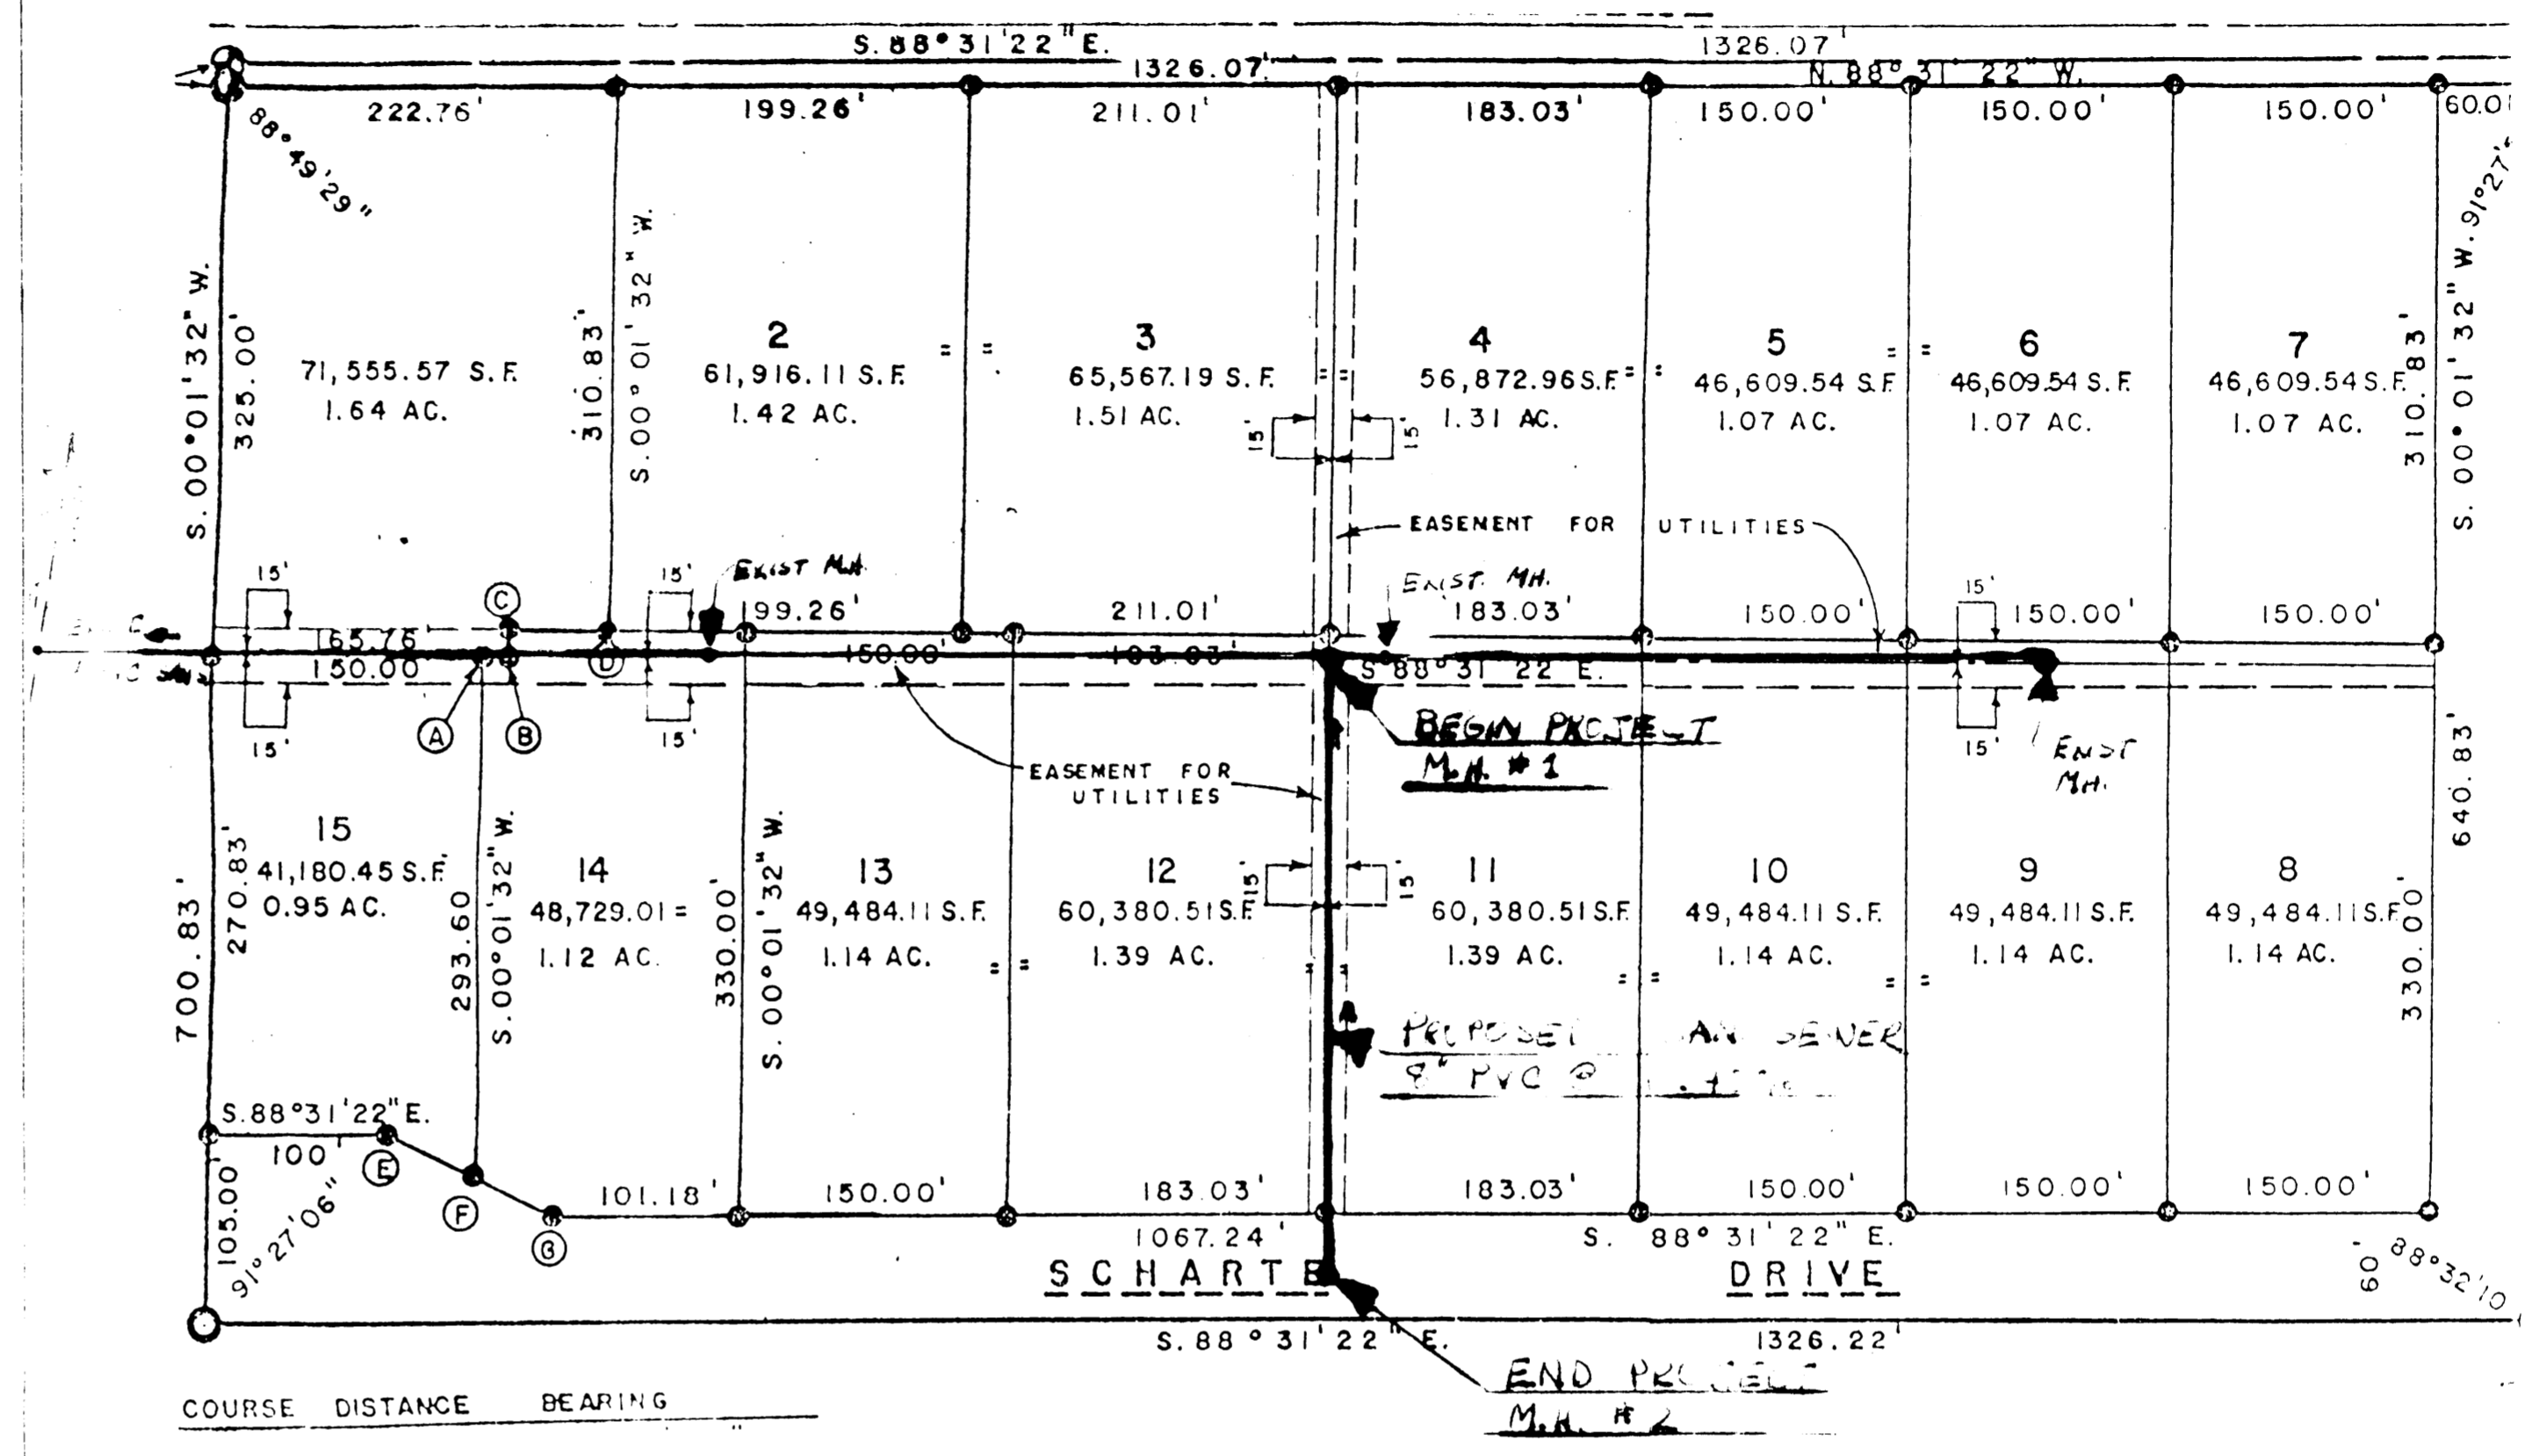 S. 88° 31' 22" E.
1326.07'
1326.07'
N. 88° 31' 22" W.
222.76'
199.26'
211.01'
183.03'
150.00'
150.00'
150.00'
60.01
88° 49' 29"
91° 27'
S. 00° 01' 32" W.
325.00'
310.83'
S. 00° 01' 32" W.
310.83'
S. 00° 01' 32" W.
71,555.57 S.F.
1.64 AC.
2
61,916.11 S.F.
1.42 AC.
= =
3
65,567.19 S.F.
1.51 AC.
= =
4
56,872.96 S.F.
1.31 AC.
= =
5
46,609.54 S.F.
1.07 AC.
= =
6
46,609.54 S.F.
1.07 AC.
7
46,609.54 S.F.
1.07 AC.
15'
15'
EASEMENT FOR UTILITIES
15'
C
15'
EXIST M.H.
EXIST. MH.
15'
199.26'
211.01'
183.03'
150.00'
150.00'
150.00'
165.76'
150.00
D
150.00'
183.03'
S 88° 31' 22" E.
15'
A
B
15'
15'
BEGIN PROJECT
M.H. #1
EXIST
MH.
EASEMENT FOR
UTILITIES
640.83'
700.83'
270.83'
15
41,180.45 S.F.
0.95 AC.
293.60
S. 00° 01' 32" W.
14
48,729.01 =
1.12 AC.
330.00'
S. 00° 01' 32" W.
13
49,484.11 S.F.
1.14 AC.
= =
12
60,380.51 S.F.
1.39 AC.
15'
15'
= =
11
60,380.51 S.F.
1.39 AC.
= =
10
49,484.11 S.F.
1.14 AC.
= =
9
49,484.11 S.F.
1.14 AC.
8
49,484.11 S.F.
1.14 AC.
330.00'
SEWER
8" PVC @
S. 88° 31' 22" E.
100'
E
105.00'
91° 27' 06"
F
101.18'
150.00'
183.03'
183.03'
150.00'
150.00'
150.00'
1067.24'
S. 88° 31' 22" E.
SCHARTE DRIVE
60'
88° 32' 10
S. 88° 31' 22" E.
1326.22'
END PROJECT
M.H. # 2
COURSE DISTANCE BEARING